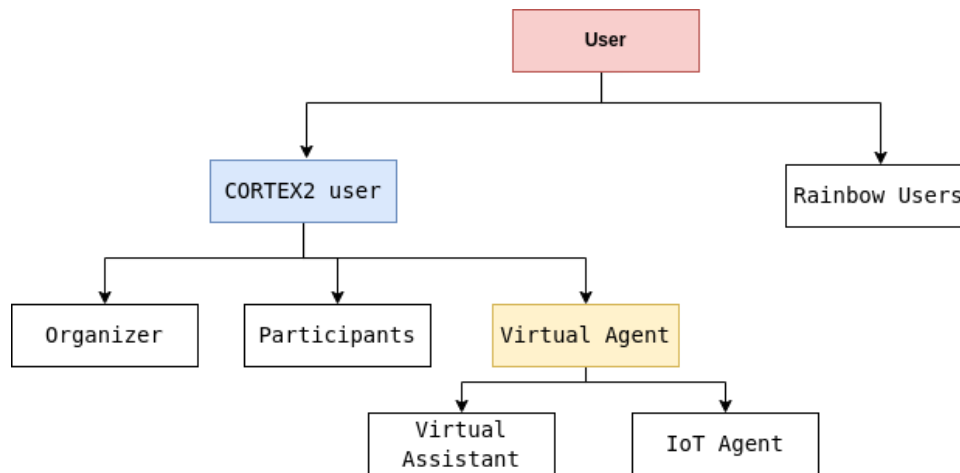 User
CORTEX2 user
Rainbow Users
Organizer
Participants
Virtual Agent
Virtual
Assistant
IoT Agent